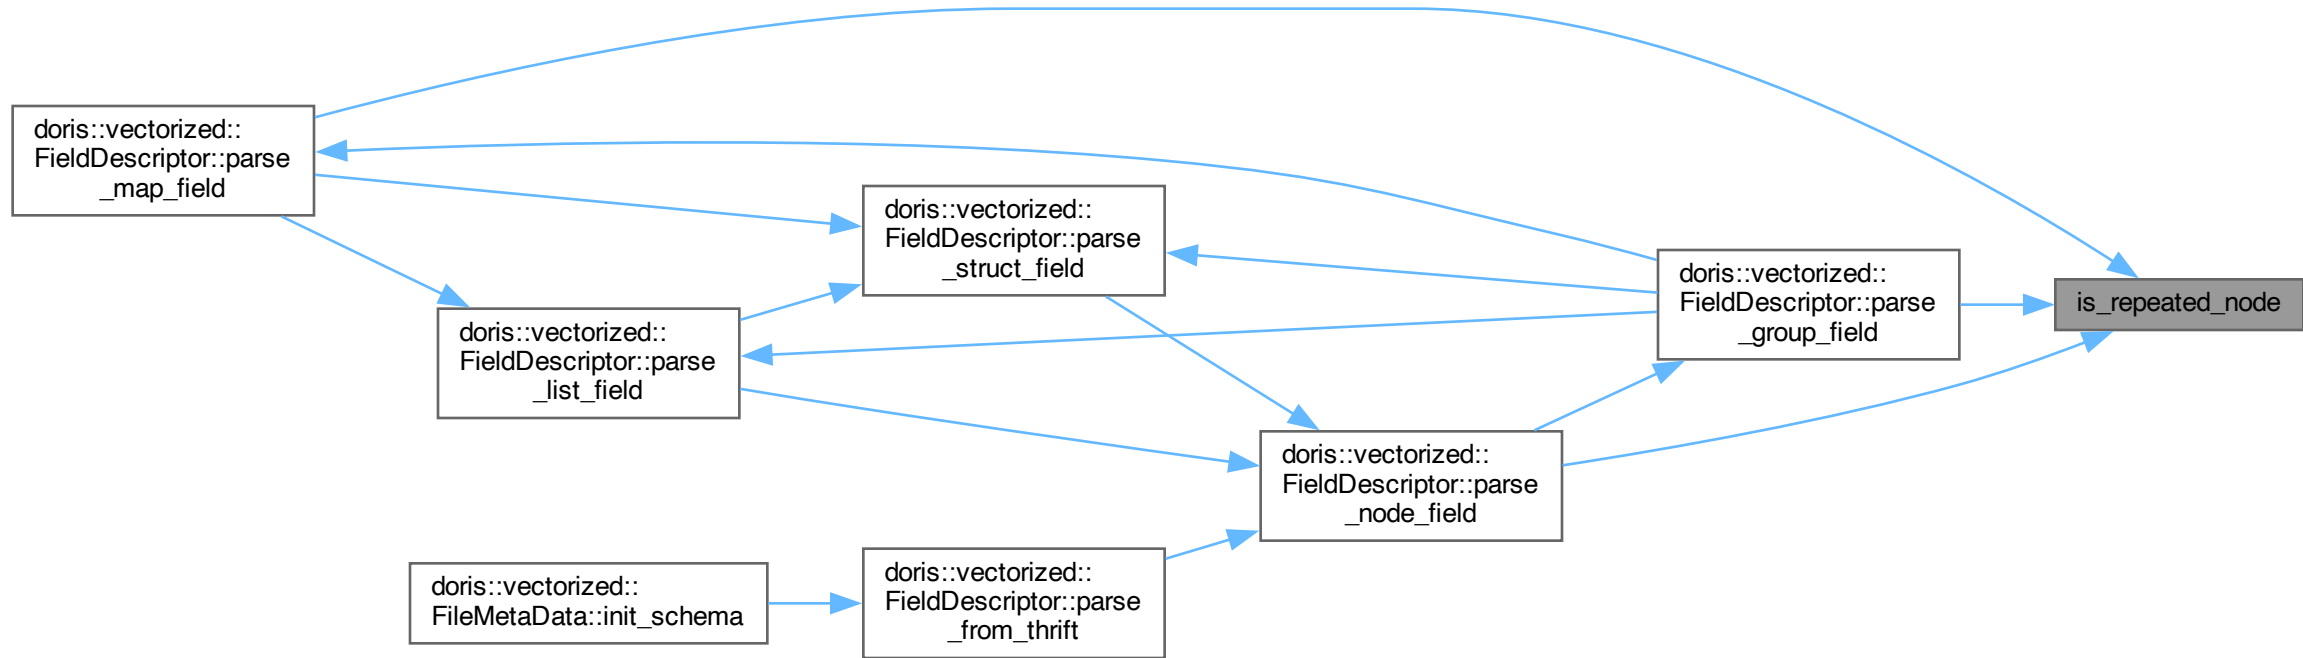 doris::vectorized::
FieldDescriptor::parse
_map_field
doris::vectorized::
FieldDescriptor::parse
_struct_field
doris::vectorized::
FieldDescriptor::parse
_group_field
is_repeated_node
doris::vectorized::
FieldDescriptor::parse
_list_field
doris::vectorized::
FieldDescriptor::parse
_node_field
doris::vectorized::
FileMetaData::init_schema
doris::vectorized::
FieldDescriptor::parse
_from_thrift